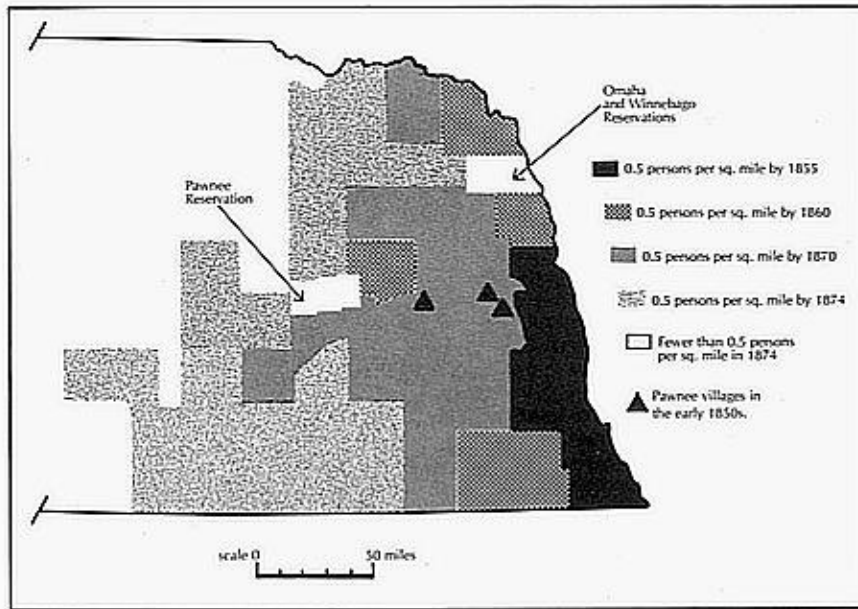 Omaha
and Winnebago
Reservations
Pawnee
Reservation
0.5 persons per sq. mile by 1855
0.5 persons per sq. mile by 1860
0.5 persons per sq. mile by 1870
0.5 persons per sq. mile by 1874
Fewer than 0.5 persons
per sq. mile in 1874
Pawnee villages in
the early 1850s.
scale 0 50 miles